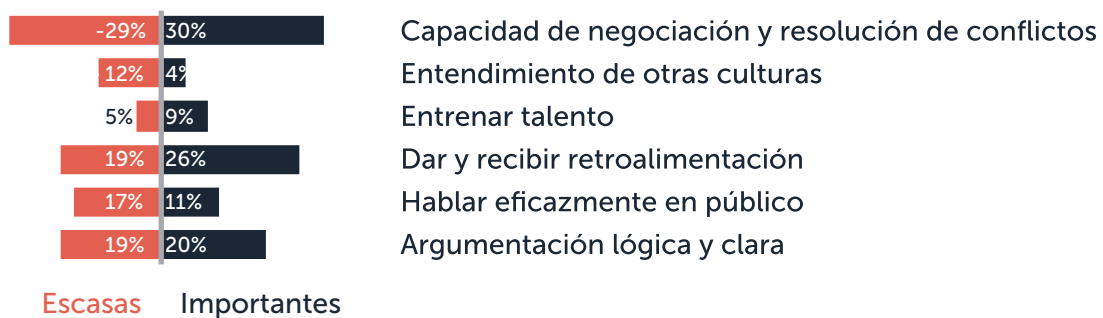 -29% 30% Capacidad de negociación y resolución de conflictos
12% 4% Entendimiento de otras culturas
5% 9% Entrenar talento
19% 26% Dar y recibir retroalimentación
17% 11% Hablar eficazmente en público
19% 20% Argumentación lógica y clara
Escasas Importantes